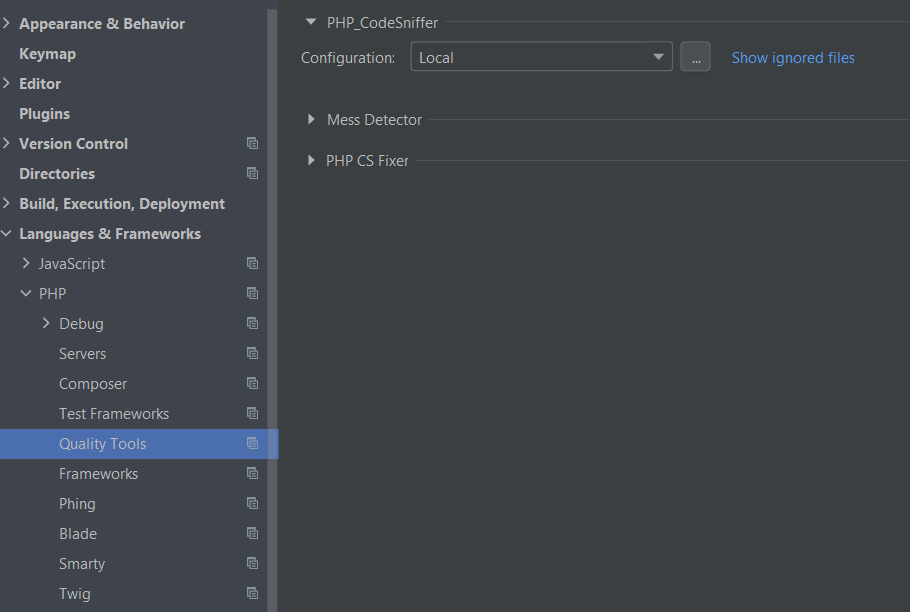 Appearance & Behavior
Keymap
Editor
Plugins
Version Control
Directories
Build, Execution, Deployment
Languages & Frameworks
JavaScript
PHP
Debug
Servers
Composer
Test Frameworks
Quality Tools
Frameworks
Phing
Blade
Smarty
Twig
PHP_CodeSniffer
Configuration: Local ... Show ignored files
Mess Detector
PHP CS Fixer